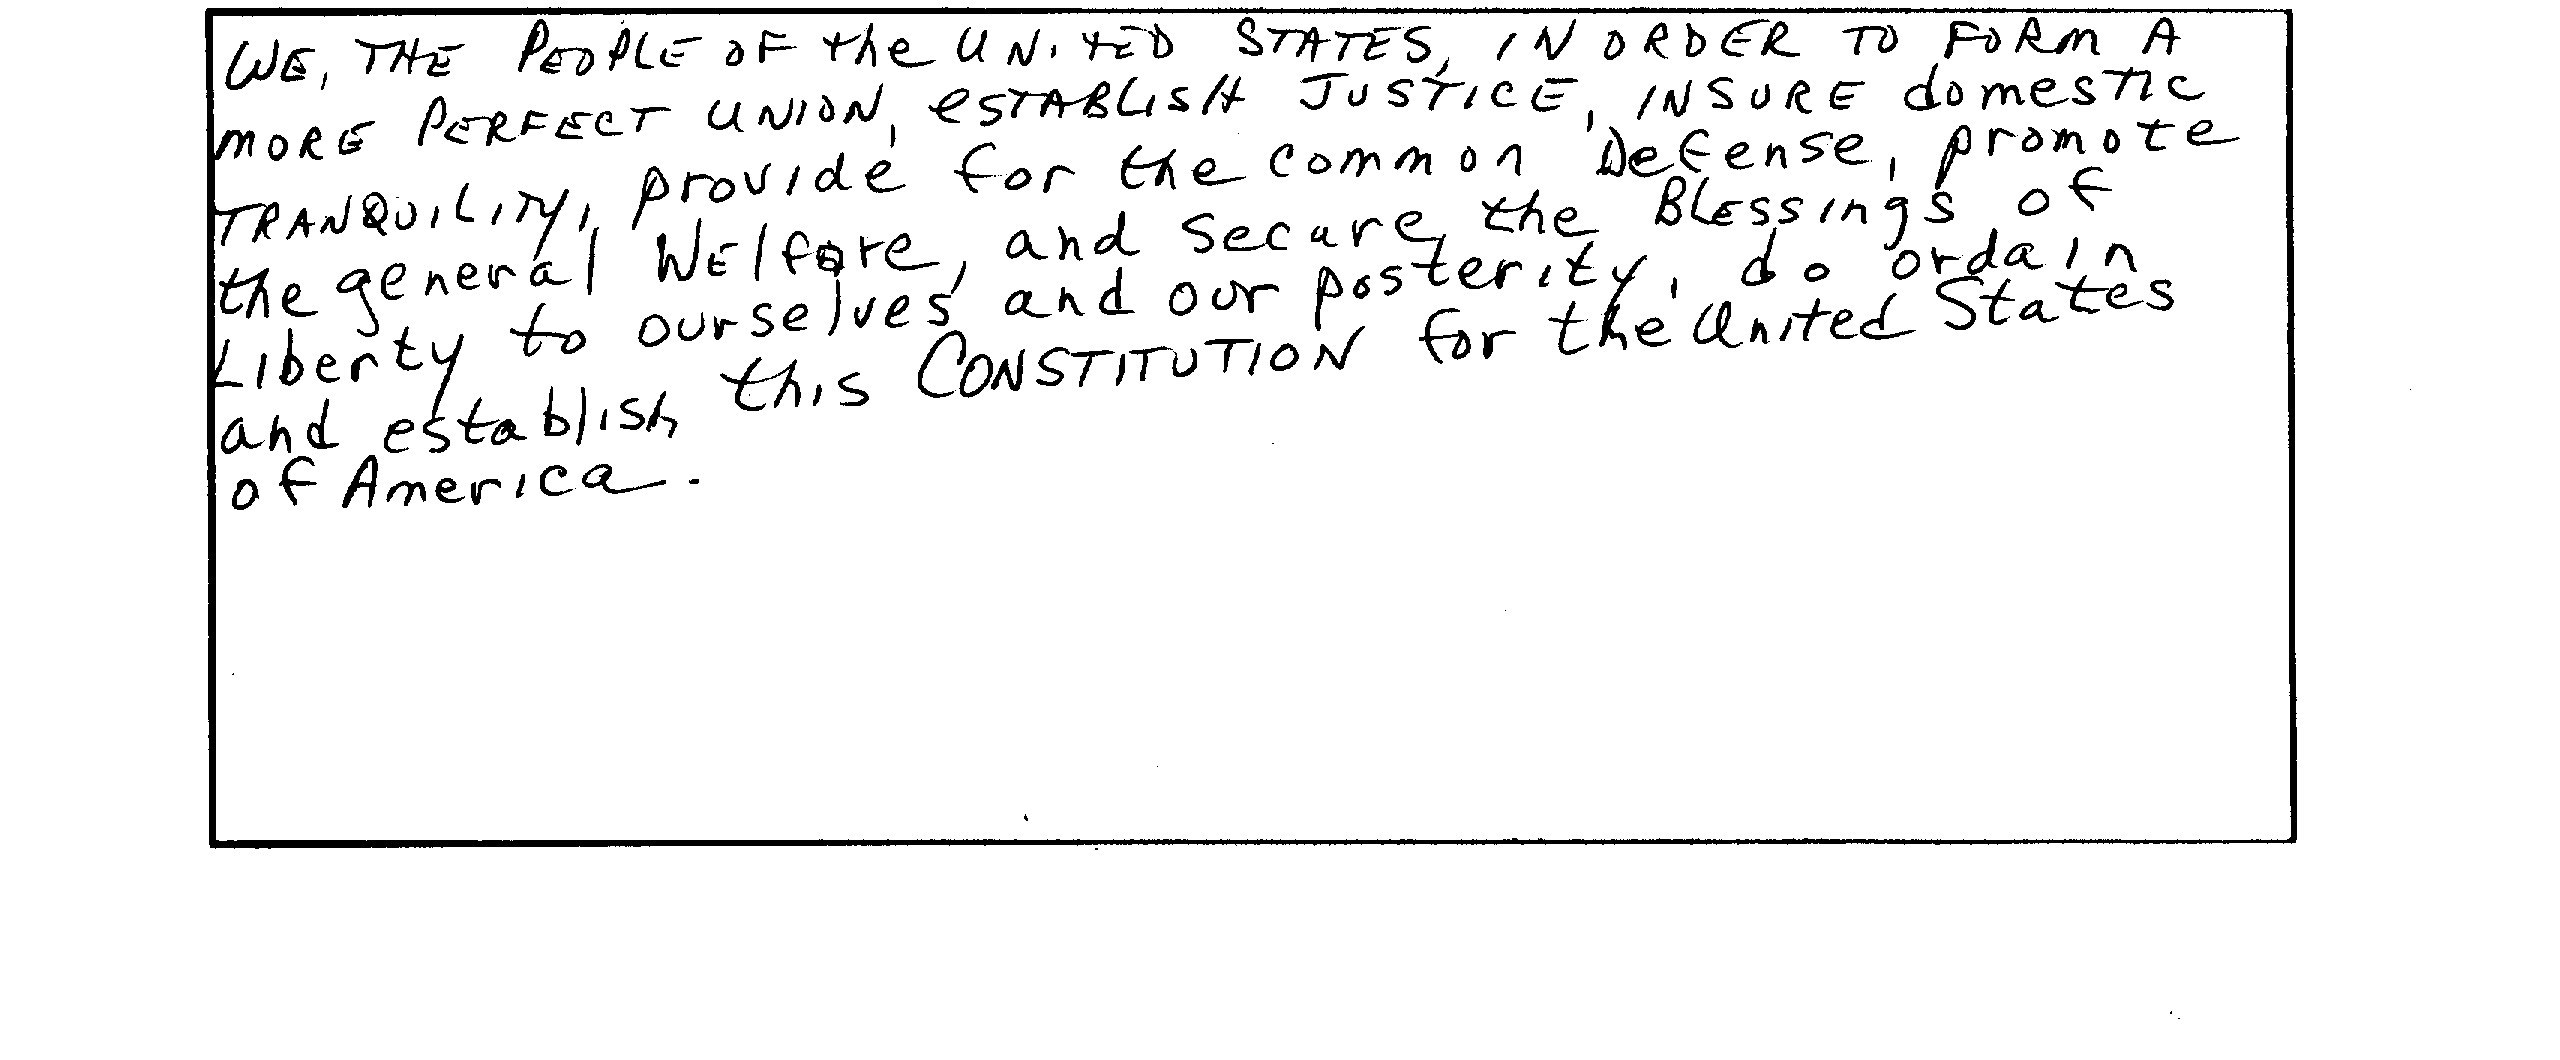 WE, THE PEOPLE OF the UNITED STATES, IN ORDER TO FORM A
MORE PERFECT UNION, ESTABLISH JUSTICE, INSURE domESTIC
TRANQUILITY, provide for the common Defense, promote
the general WElfare, and secure, the BLESSINgs of
Liberty to ourselves and our posterity, do ordain
and establish this CONSTITUTION for the United States
of America.